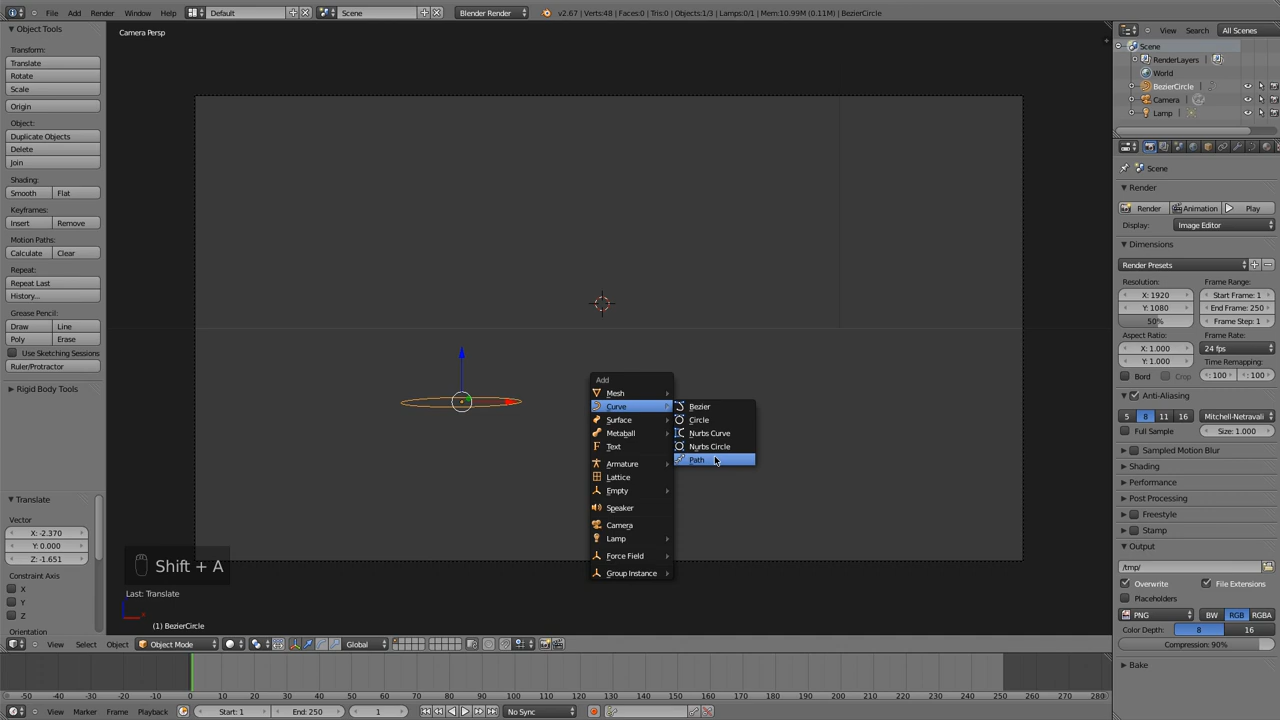 File Add Render Window Help Default Scene Blender Render v2.67 | Verts:48 | Faces:0 | Tris:0 | Objects:1/3 | Lamps:0/1 | Mem:10.99M (0.11M) | BezierCircle
Object Tools
Transform:
Translate
Rotate
Scale
Origin
Object:
Duplicate Objects
Delete
Join
Shading:
Smooth Flat
Keyframes:
Insert Remove
Motion Paths:
Calculate Clear
Repeat:
Repeat Last
History...
Grease Pencil:
Draw Line
Poly Erase
Use Sketching Sessions
Ruler/Protractor
Rigid Body Tools
Translate
Vector
X: -2.370
Y: 0.000
Z: -1.651
Constraint Axis
X
Y
Z
Orientation
Camera Persp
Add
Mesh
Curve
Surface
Metaball
Text
Armature
Lattice
Empty
Speaker
Camera
Lamp
Force Field
Group Instance
Bezier
Circle
Nurbs Curve
Nurbs Circle
Path
Shift + A
Last: Translate
(1) BezierCircle
View Select Object Object Mode Global
View Search All Scenes
Scene
RenderLayers
World
BezierCircle
Camera
Lamp
Scene
Render
Render Animation Play
Display: Image Editor
Dimensions
Render Presets
Resolution: Frame Range:
X: 1920 Start Frame: 1
Y: 1080 End Frame: 250
50% Frame Step: 1
Aspect Ratio: Frame Rate:
X: 1.000 24 fps
Y: 1.000 Time Remapping:
Bord Crop : 100 : 100
Anti-Aliasing
5 8 11 16 Mitchell-Netravali
Full Sample Size: 1.000
Sampled Motion Blur
Shading
Performance
Post Processing
Freestyle
Stamp
Output
/tmp/
Overwrite File Extensions
Placeholders
PNG BW RGB RGBA
Color Depth: 8 16
Compression: 90%
Bake
-50 -40 -30 -20 -10 0 10 20 30 40 50 60 70 80 90 100 110 120 130 140 150 160 170 180 190 200 210 220 230 240 250 260 270 280
View Marker Frame Playback Start: 1 End: 250 1 No Sync